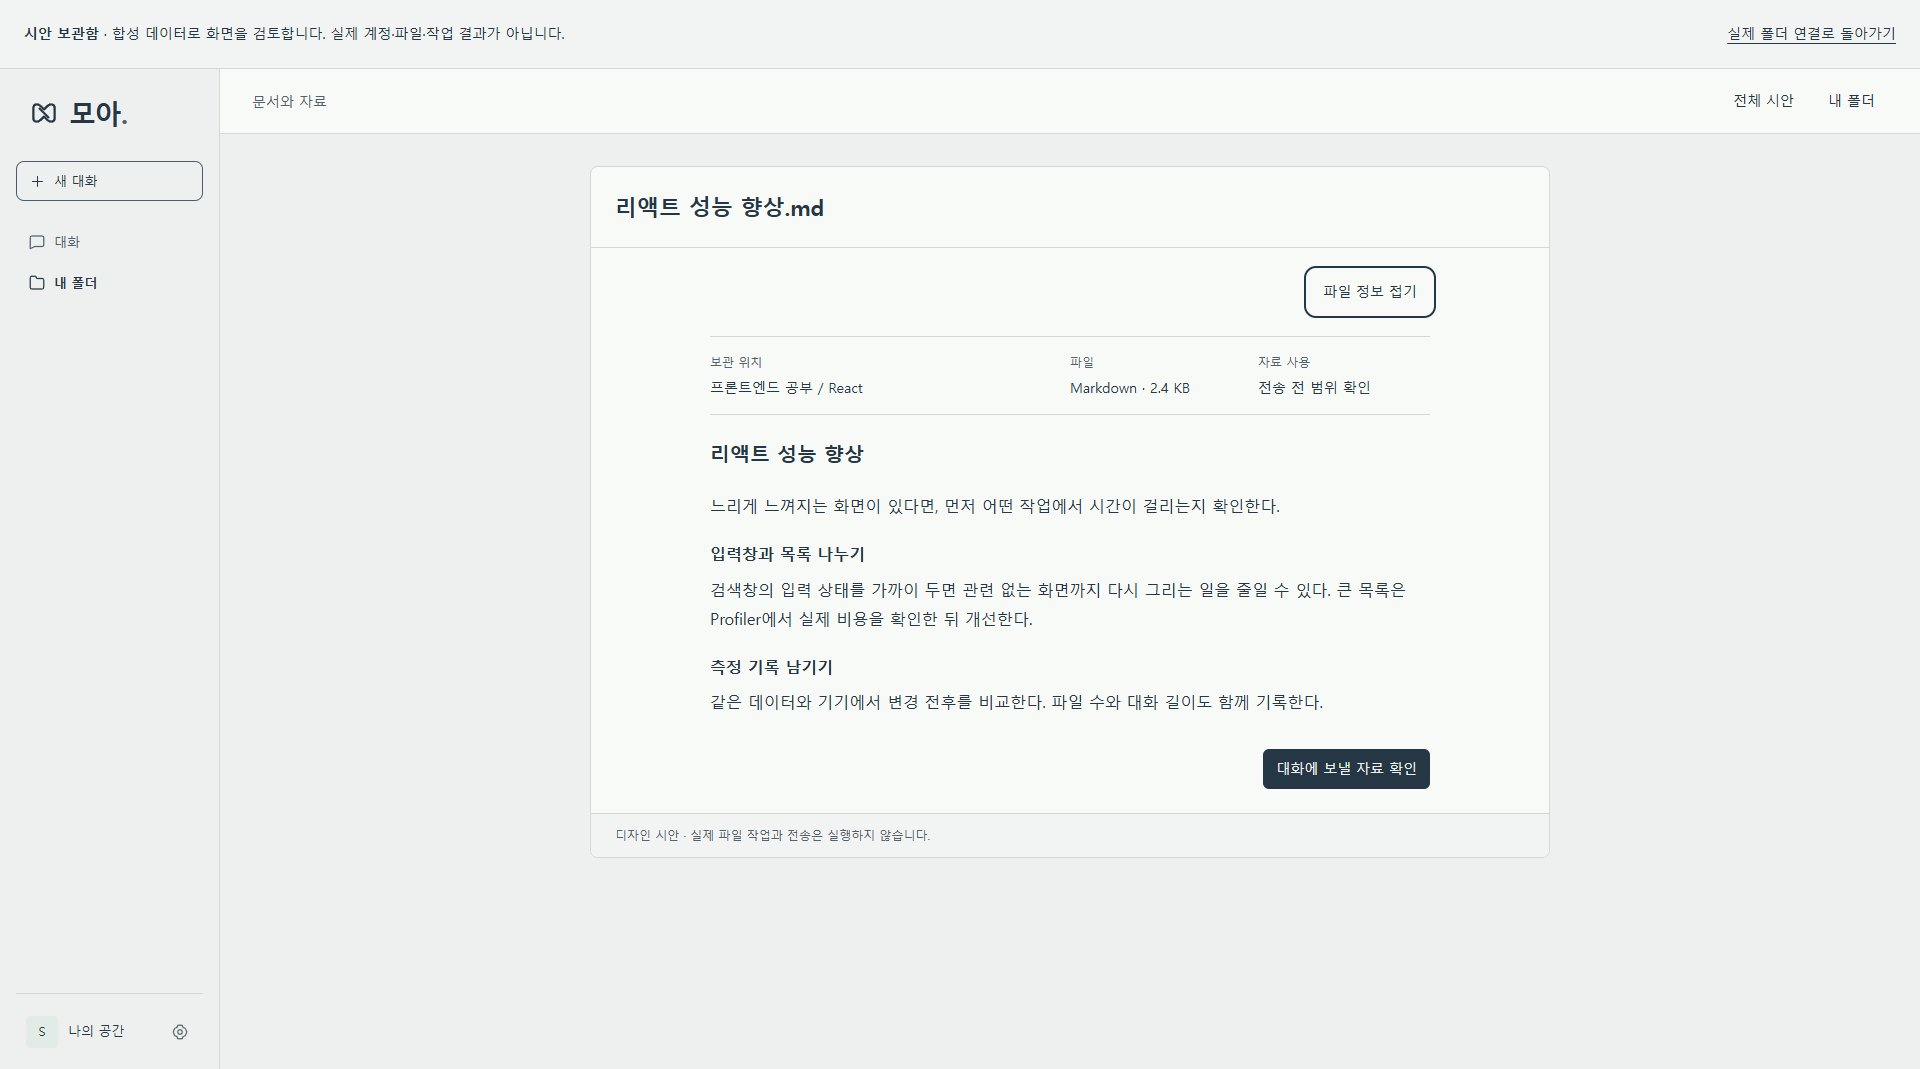 시안 보관함 · 합성 데이터로 화면을 검토합니다. 실제 계정·파일·작업 결과가 아닙니다.
실제 폴더 연결로 돌아가기
모아.
새 대화
대화
내 폴더
나의 공간
S
문서와 자료
전체 시안
내 폴더
리액트 성능 향상.md
파일 정보 접기
보관 위치
프론트엔드 공부 / React
파일
Markdown · 2.4 KB
자료 사용
전송 전 범위 확인
리액트 성능 향상
느리게 느껴지는 화면이 있다면, 먼저 어떤 작업에서 시간이 걸리는지 확인한다.
입력창과 목록 나누기
검색창의 입력 상태를 가까이 두면 관련 없는 화면까지 다시 그리는 일을 줄일 수 있다. 큰 목록은
Profiler에서 실제 비용을 확인한 뒤 개선한다.
측정 기록 남기기
같은 데이터와 기기에서 변경 전후를 비교한다. 파일 수와 대화 길이도 함께 기록한다.
대화에 보낼 자료 확인
디자인 시안 · 실제 파일 작업과 전송은 실행하지 않습니다.